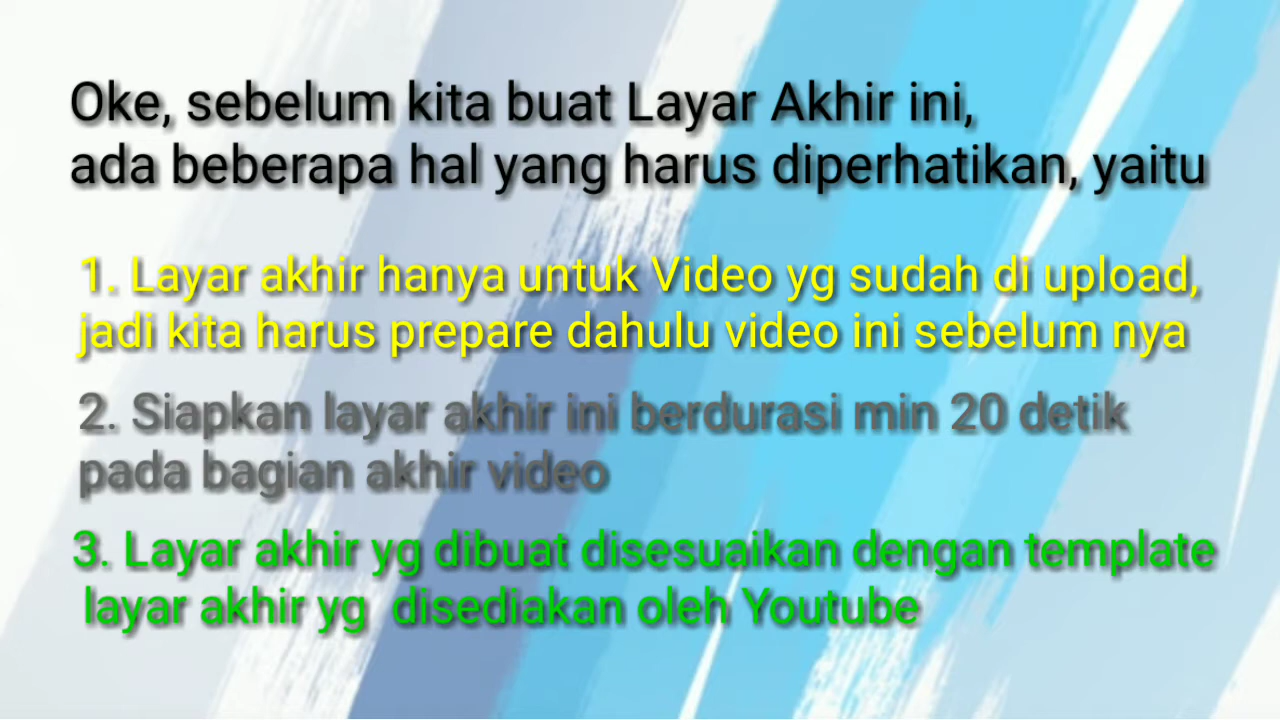 Oke, sebelum kita buat Layar Akhir ini,
ada beberapa hal yang harus diperhatikan, yaitu
1. Layar akhir hanya untuk Video yg sudah di upload,
jadi kita harus prepare dahulu video ini sebelum nya
2. Siapkan layar akhir ini berdurasi min 20 detik
pada bagian akhir video
3. Layar akhir yg dibuat disesuaikan dengan template
layar akhir yg disediakan oleh Youtube